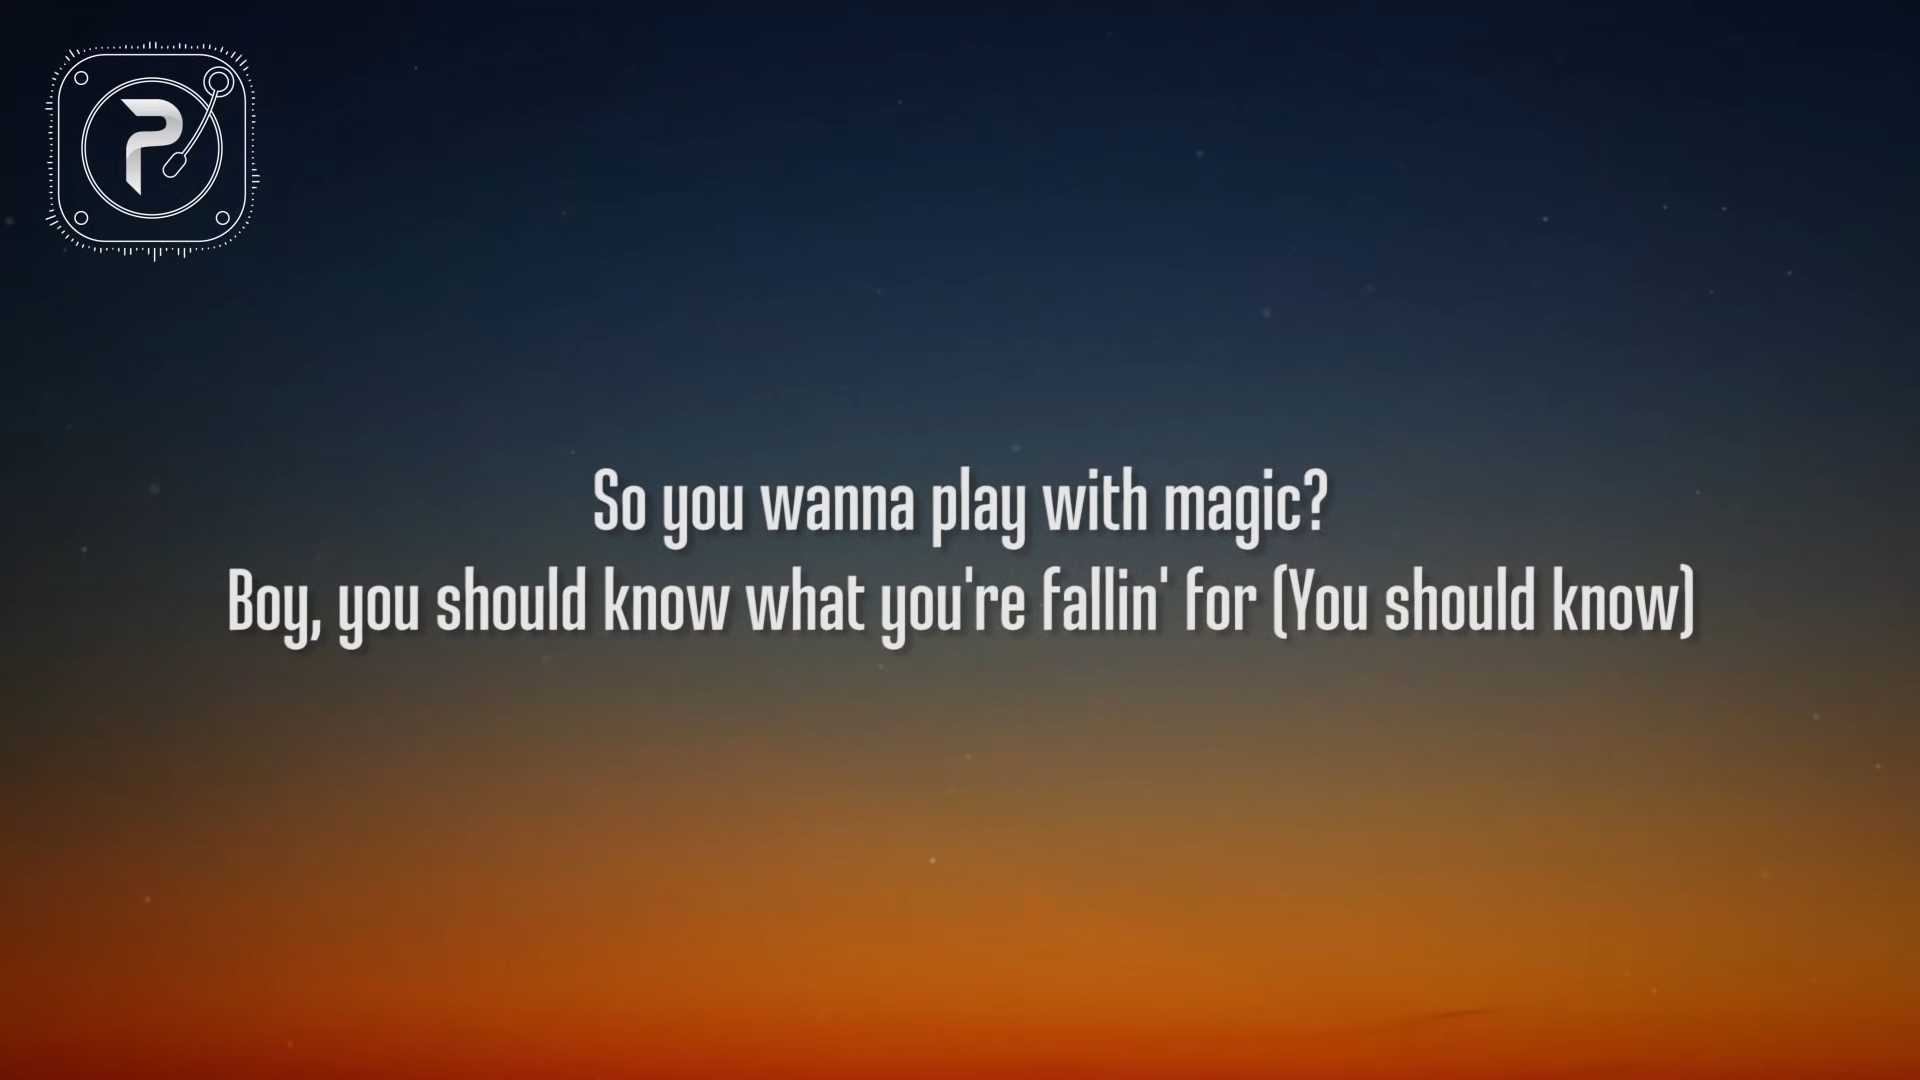 P
So you wanna play with magic?
Boy, you should know what you're fallin' for (You should know)